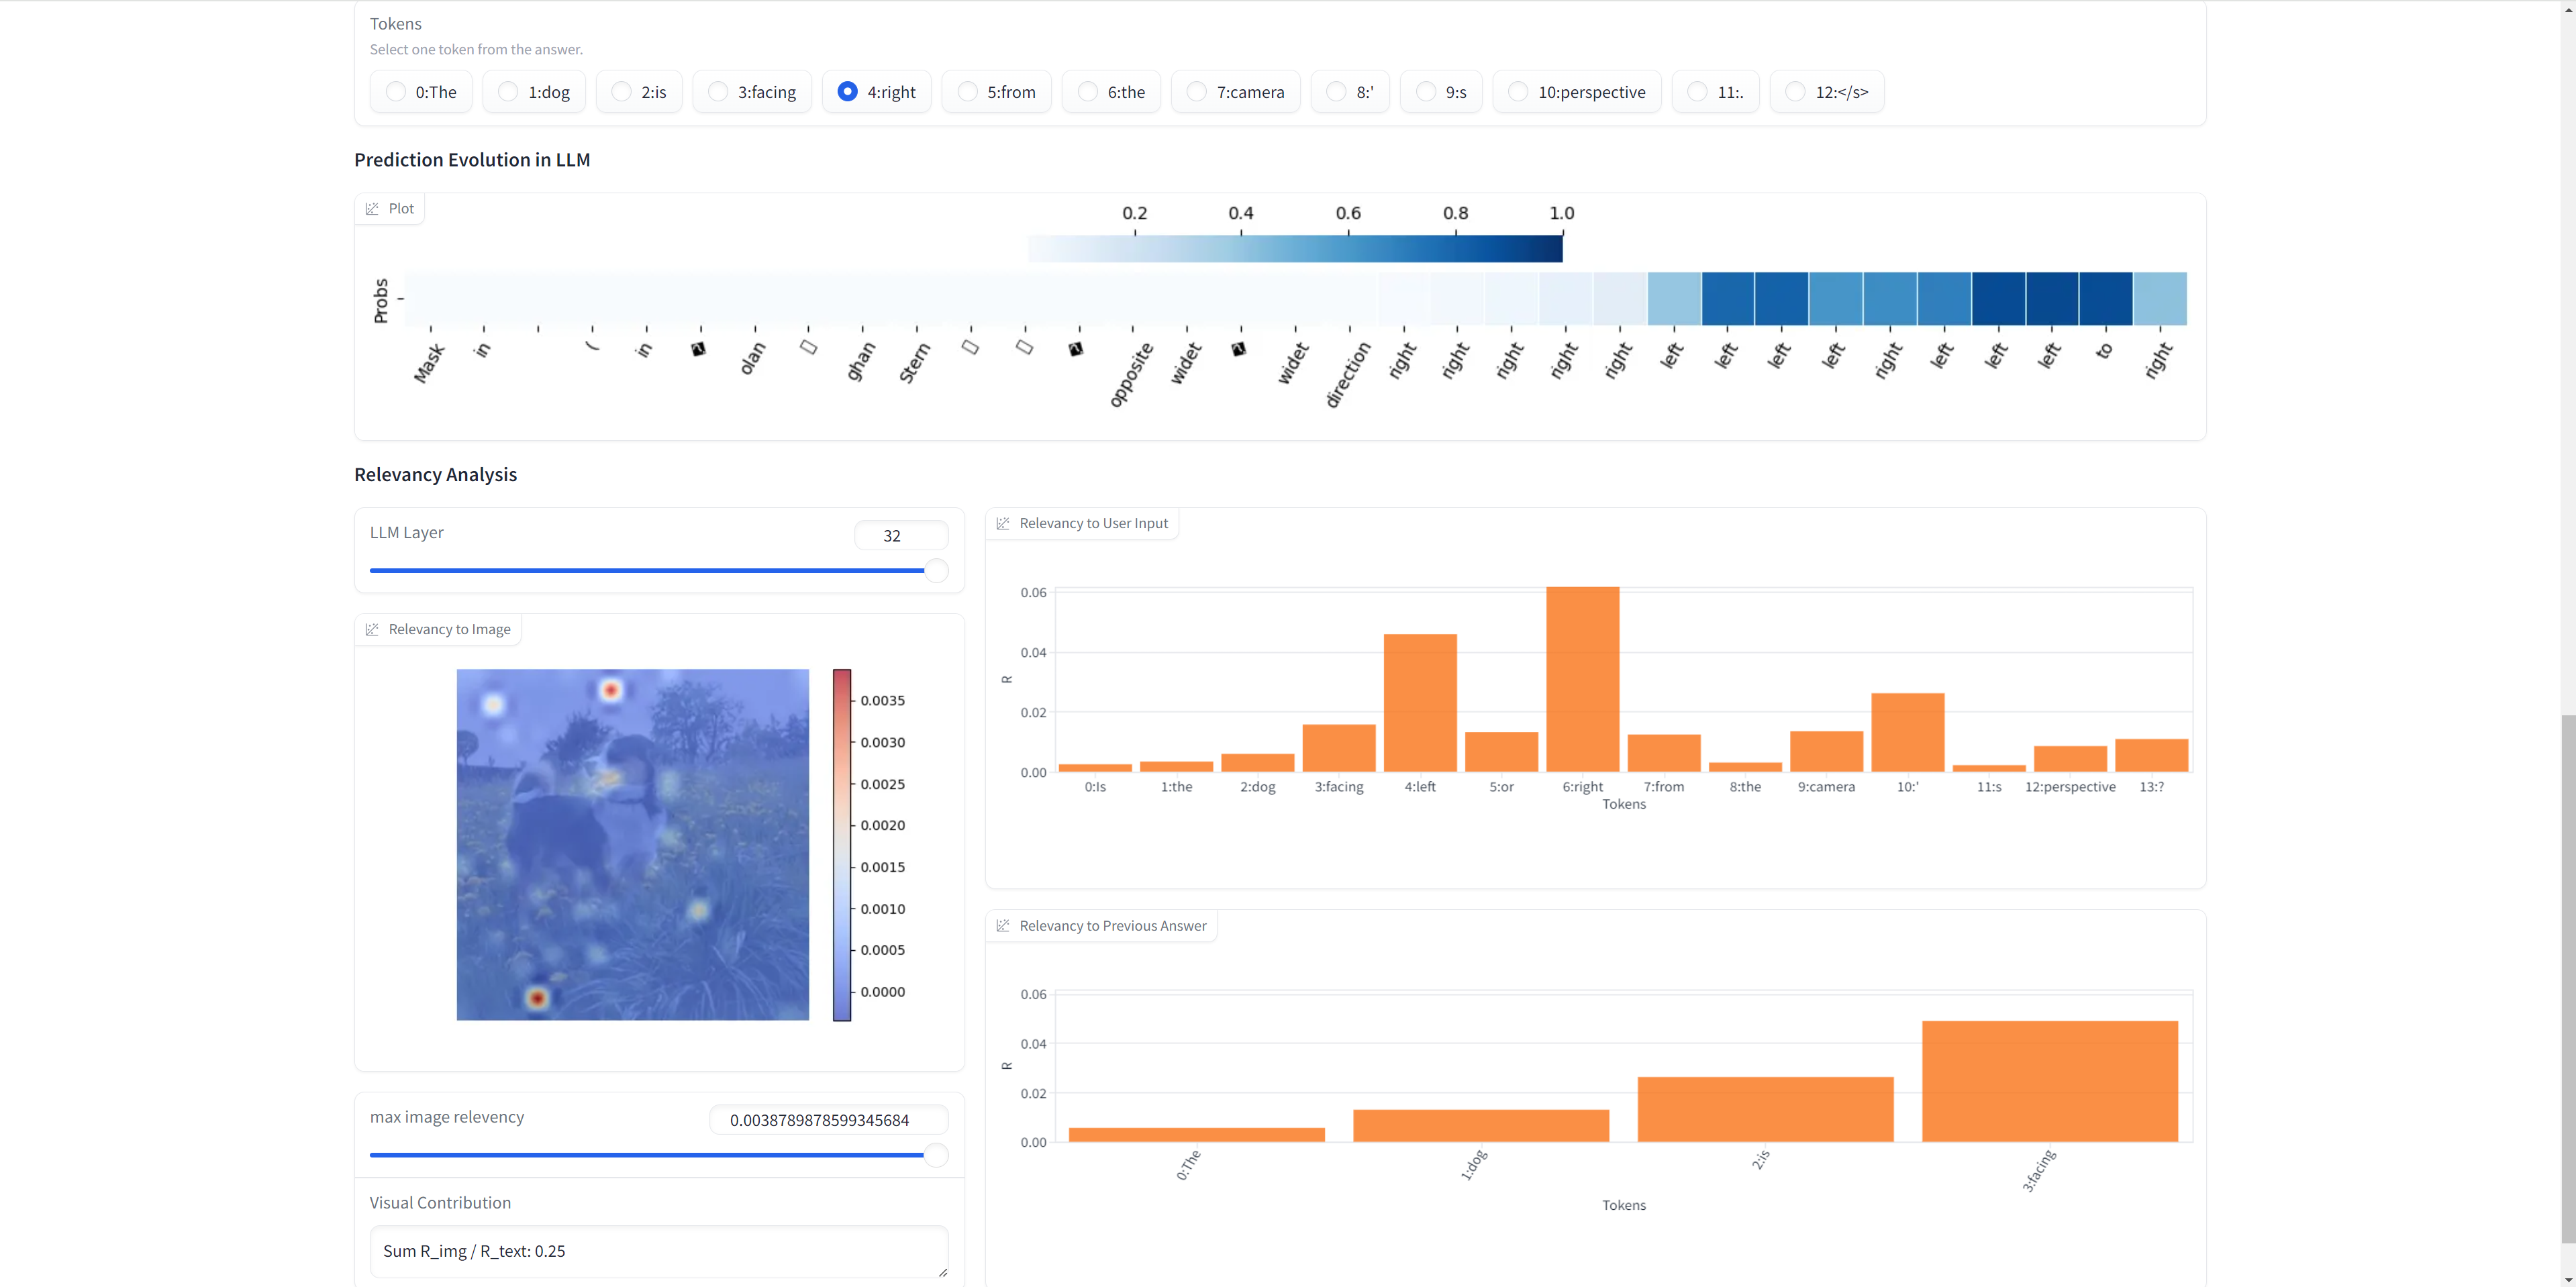 Tokens
Select one token from the answer.
0:The 1:dog 2:is 3:facing 4:right 5:from 6:the 7:camera 8:' 9:s 10:perspective 11:. 12:</s>
Prediction Evolution in LLM
Plot
0.2 0.4 0.6 0.8 1.0
Probs
Mask in ( in olan ghan Stern opposite widet widet direction right right right right right left left left left right left left left to right
Relevancy Analysis
LLM Layer
32
Relevancy to Image
0.0035
0.0030
0.0025
0.0020
0.0015
0.0010
0.0005
0.0000
max image relevency
0.0038789878599345684
Visual Contribution
Sum R_img / R_text: 0.25
Relevancy to User Input
0.06
0.04
0.02
0.00
R
0:Is 1:the 2:dog 3:facing 4:left 5:or 6:right 7:from 8:the 9:camera 10:' 11:s 12:perspective 13:?
Tokens
Relevancy to Previous Answer
0.06
0.04
0.02
0.00
R
0:The 1:dog 2:is 3:facing
Tokens